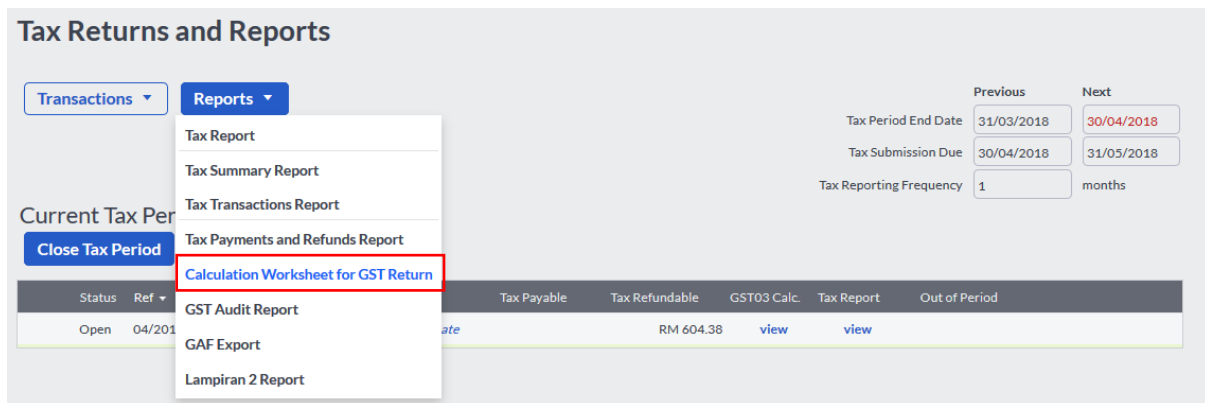 Tax Returns and Reports
Transactions Reports
Previous Next
Tax Period End Date 31/03/2018 30/04/2018
Tax Submission Due 30/04/2018 31/05/2018
Tax Reporting Frequency 1 months
Tax Report
Tax Summary Report
Tax Transactions Report
Tax Payments and Refunds Report
Calculation Worksheet for GST Return
GST Audit Report
GAF Export
Lampiran 2 Report
Current Tax Per
Close Tax Period
Status Ref Tax Payable Tax Refundable GST03 Calc. Tax Report Out of Period
Open 04/201 ate RM 604.38 view view